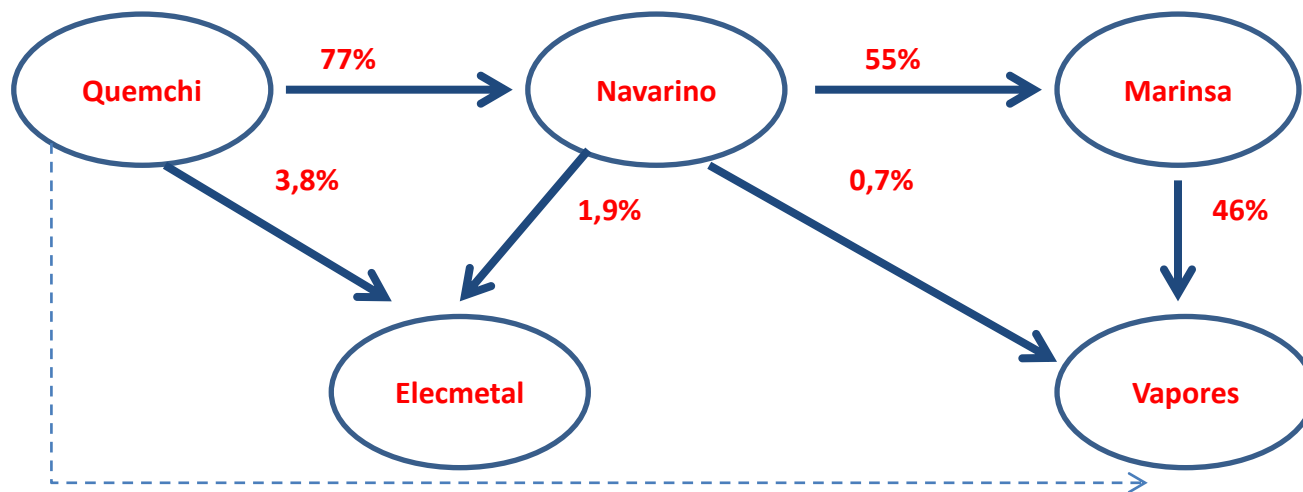 77%
55%
Quemchi
Navarino
Marinsa
3,8%
0,7%
1,9%
46%
Elecmetal
Vapores